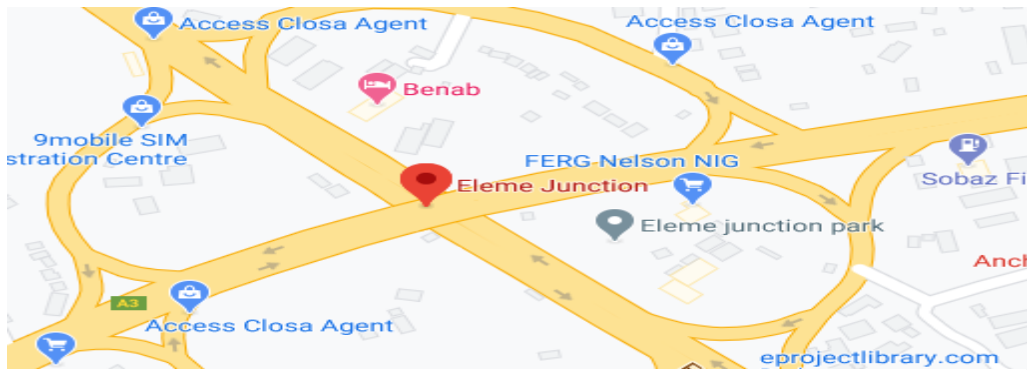 Access Closa Agent
Access Closa Agent
Benab
9mobile SIM
stration Centre
FERG Nelson NIG
Sobaz Fi
Eleme Junction
Eleme junction park
Anch
A3
Access Closa Agent
eprojectlibrary.com